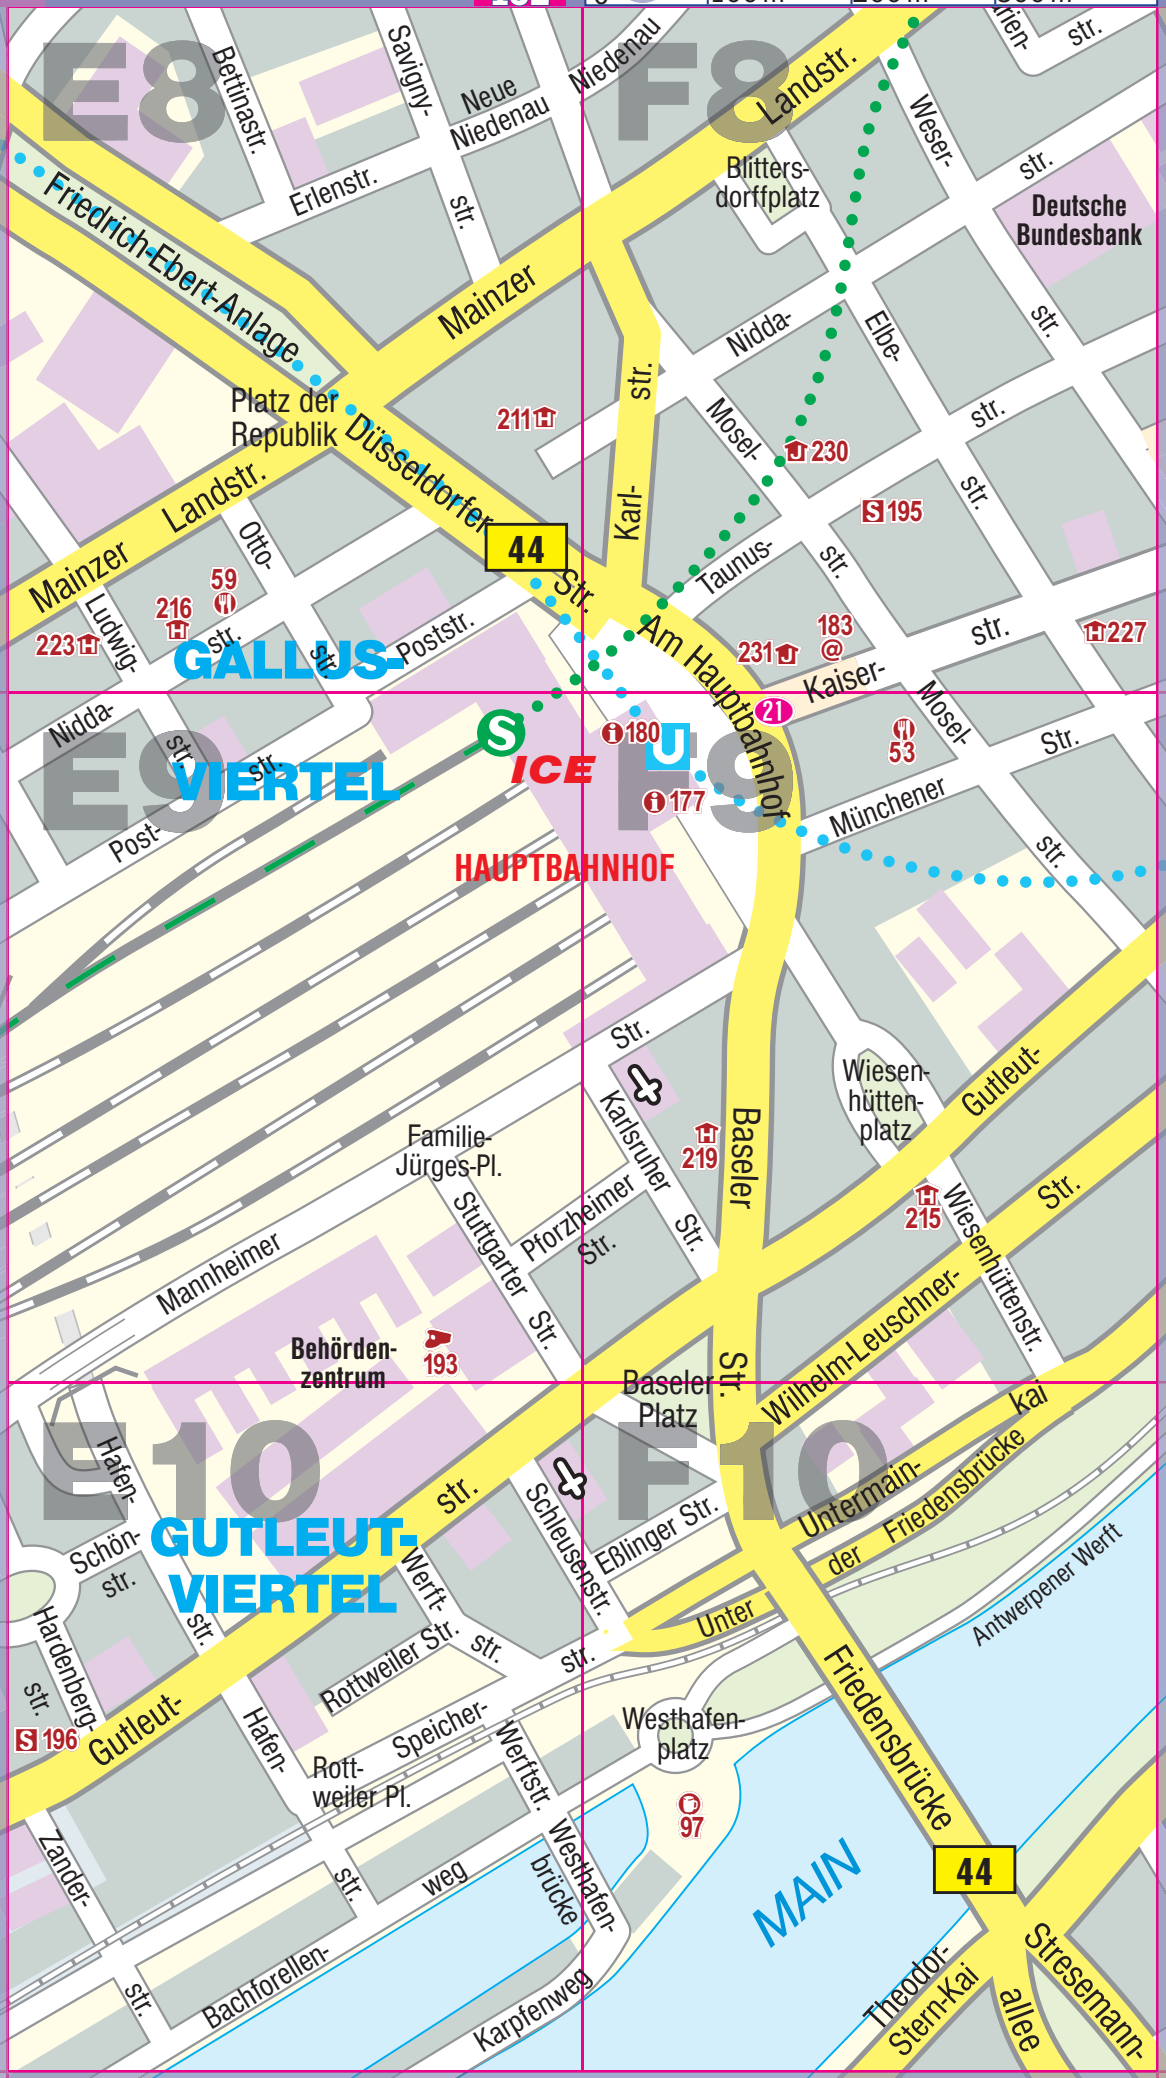 E8
F8
Bettinastr.
Savigny-
str.
Neue
Niedenau
Niedenau
Erlenstr.
Landstr.
Blitters-
dorffplatz
Weser-
str.
str.
str.
Deutsche
Bundesbank
Friedrich-Ebert-Anlage
Mainzer
Nidda-
Elbe-
str.
str.
Platz der
Republik
Düsseldorfer
Str.
211
Karl-
str.
Mosel-
str.
230
195
Mainzer
Landstr.
Otto-
str.
44
Taunus-
59
216
223
Ludwig-
str.
str.
GALLUS-
VIERTEL
Poststr.
Am Hauptbahnhof
231
183
@
227
Kaiser-
str.
21
Nidda-
str.
E9
F9
Post-
S
ICE
180
U
177
HAUPTBAHNHOF
53
Mosel-
str.
Münchener
Str.
Str.
Wiesen-
hütten-
platz
Gutleut-
Karlsruher
Str.
219
Baseler
Str.
Familie-
Jürges-Pl.
Stuttgarter
Str.
Pforzheimer
Str.
215
Wiesenhüttenstr.
Str.
Mannheimer
Wilhelm-Leuschner-
Behörden-
zentrum
193
Baseler
Platz
kai
E10
F10
Hafen-
str.
Schön-
str.
GUTLEUT-
VIERTEL
str.
Schleusenstr.
Eßlinger Str.
Untermain-
der
Friedensbrücke
Unter
Antwerpener Werft
Werft-
str.
Rottweiler Str.
str.
Hardenberg-
str.
196
Gutleut-
Hafen-
str.
Speicher-
Rott-
weiler Pl.
Werftstr.
Westhafen-
platz
97
Friedensbrücke
44
MAIN
Zander-
str.
weg
Westhafen-
brücke
Bachforellen-
Karpfenweg
Theodor-
Stern-Kai
Stresemann-
allee